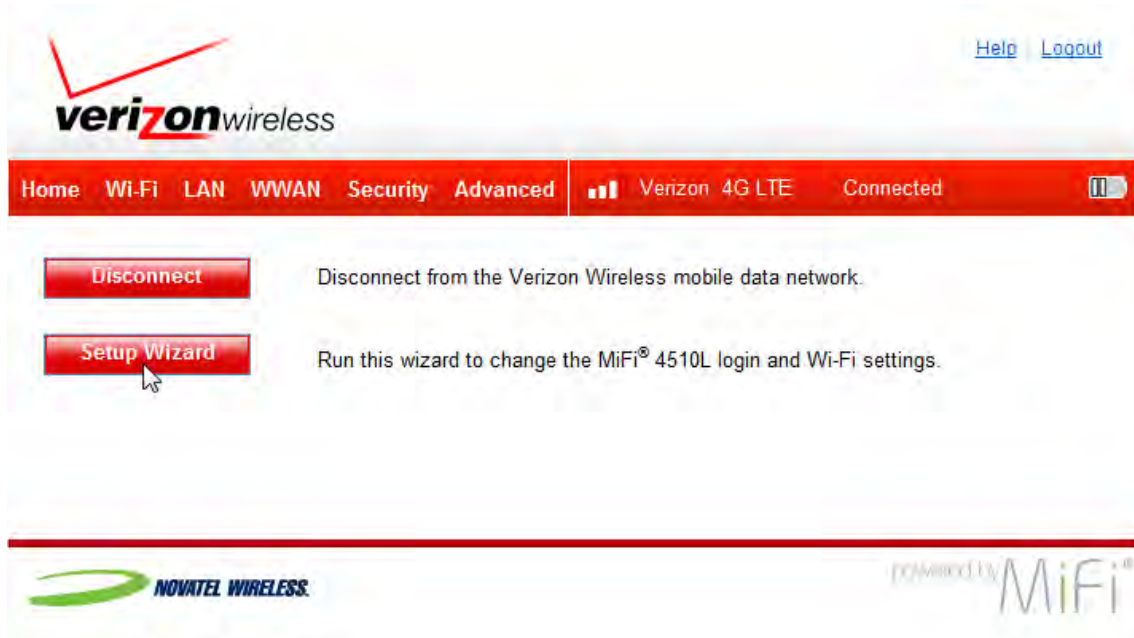 Help | Logout
verizonwireless
Home Wi-Fi LAN WWAN Security Advanced Verizon 4G LTE Connected
Disconnect Disconnect from the Verizon Wireless mobile data network.
Setup Wizard Run this wizard to change the MiFi® 4510L login and Wi-Fi settings.
NOVATEL WIRELESS.
powered by MiFi®